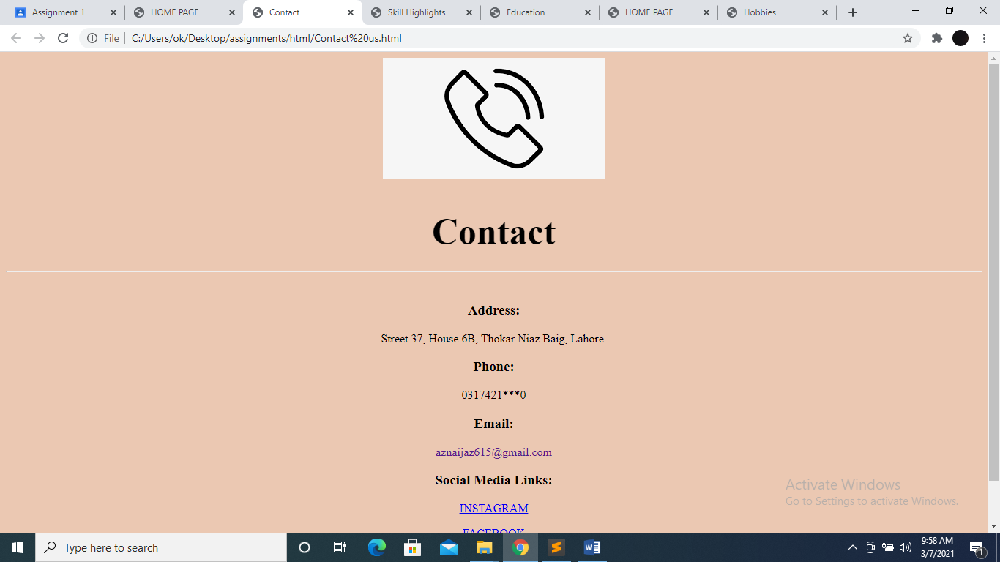 Assignment 1
HOME PAGE
Contact
Skill Highlights
Education
HOME PAGE
Hobbies
File
C:/Users/ok/Desktop/assignments/html/Contact%20us.html
Contact
Address:
Street 37, House 6B, Thokar Niaz Baig, Lahore.
Phone:
0317421***0
Email:
aznaijaz615@gmail.com
Social Media Links:
INSTAGRAM
FACEBOOK
Activate Windows
Go to Settings to activate Windows.
Type here to search
W
9:58 AM
3/7/2021
1